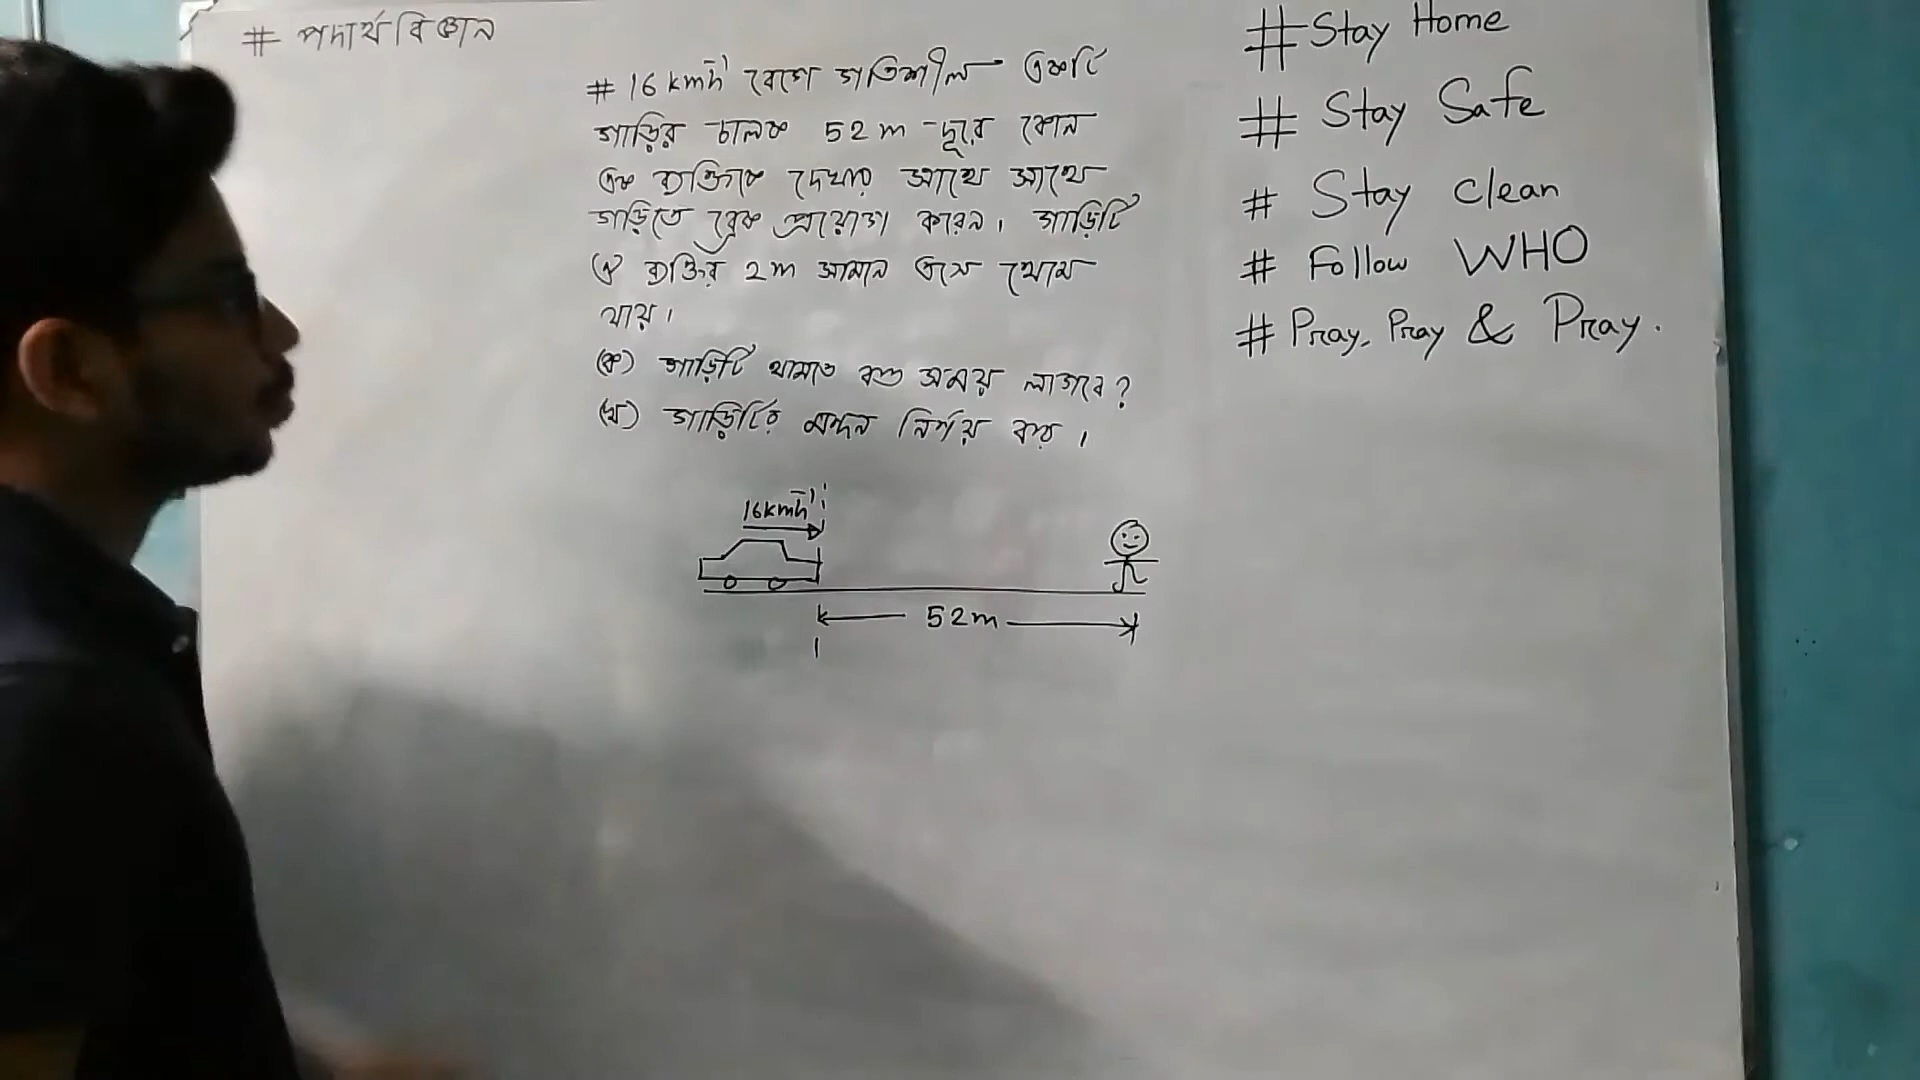 # পদার্থবিজ্ঞান
# 16 kmh⁻¹ বেগে গতিশীল একটি
গাড়ির চালক 52 m দূরে কোন
এক ব্যক্তিকে দেখার সাথে সাথে
গাড়িতে ব্রেক প্রয়োগ করেন। গাড়িটি
ঐ ব্যক্তির 2 m সামনে এসে থেমে
যায়।
(ক) গাড়িটি থামতে কত সময় লাগবে?
(খ) গাড়িটির মন্দন নির্ণয় কর।
16kmh⁻¹
52m
#Stay Home
# Stay Safe
# Stay clean
# Follow WHO
# Pray, Pray & Pray.